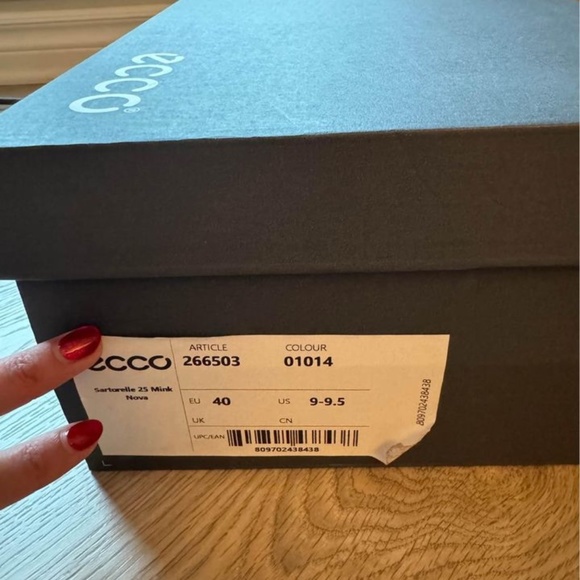 ecco®
ecco
ARTICLE COLOUR
266503 01014
Sartorelle 25 Mink
Nova
EU 40 US 9-9.5
UK CN
UPC/EAN
809702438438
809702438438
L